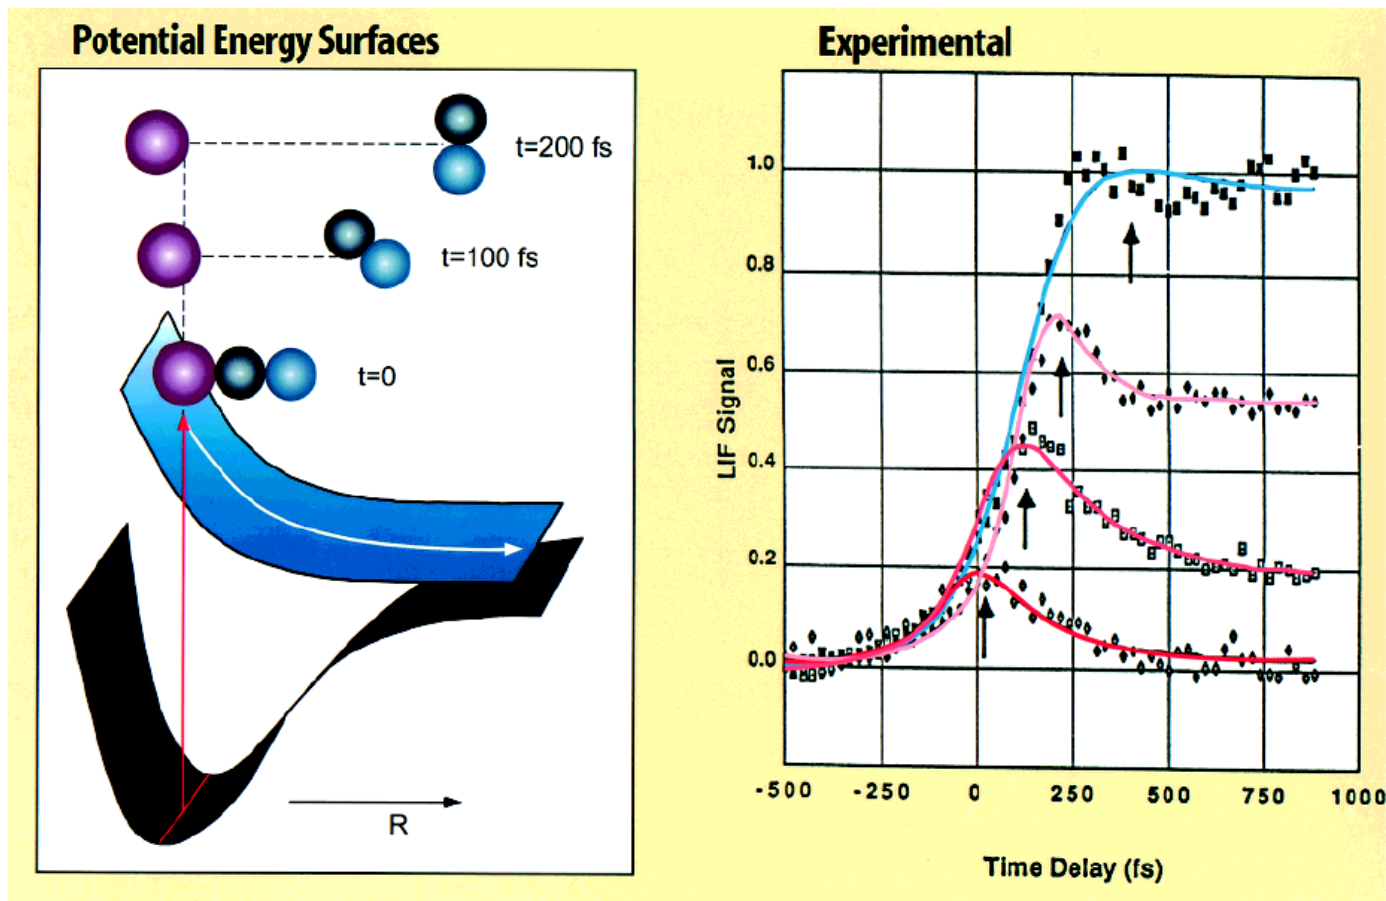 Potential Energy Surfaces
t=200 fs
t=100 fs
t=0
R
Experimental
LIF Signal
1.0
0.8
0.6
0.4
0.2
0.0
-500 -250 0 250 500 750 1000
Time Delay (fs)